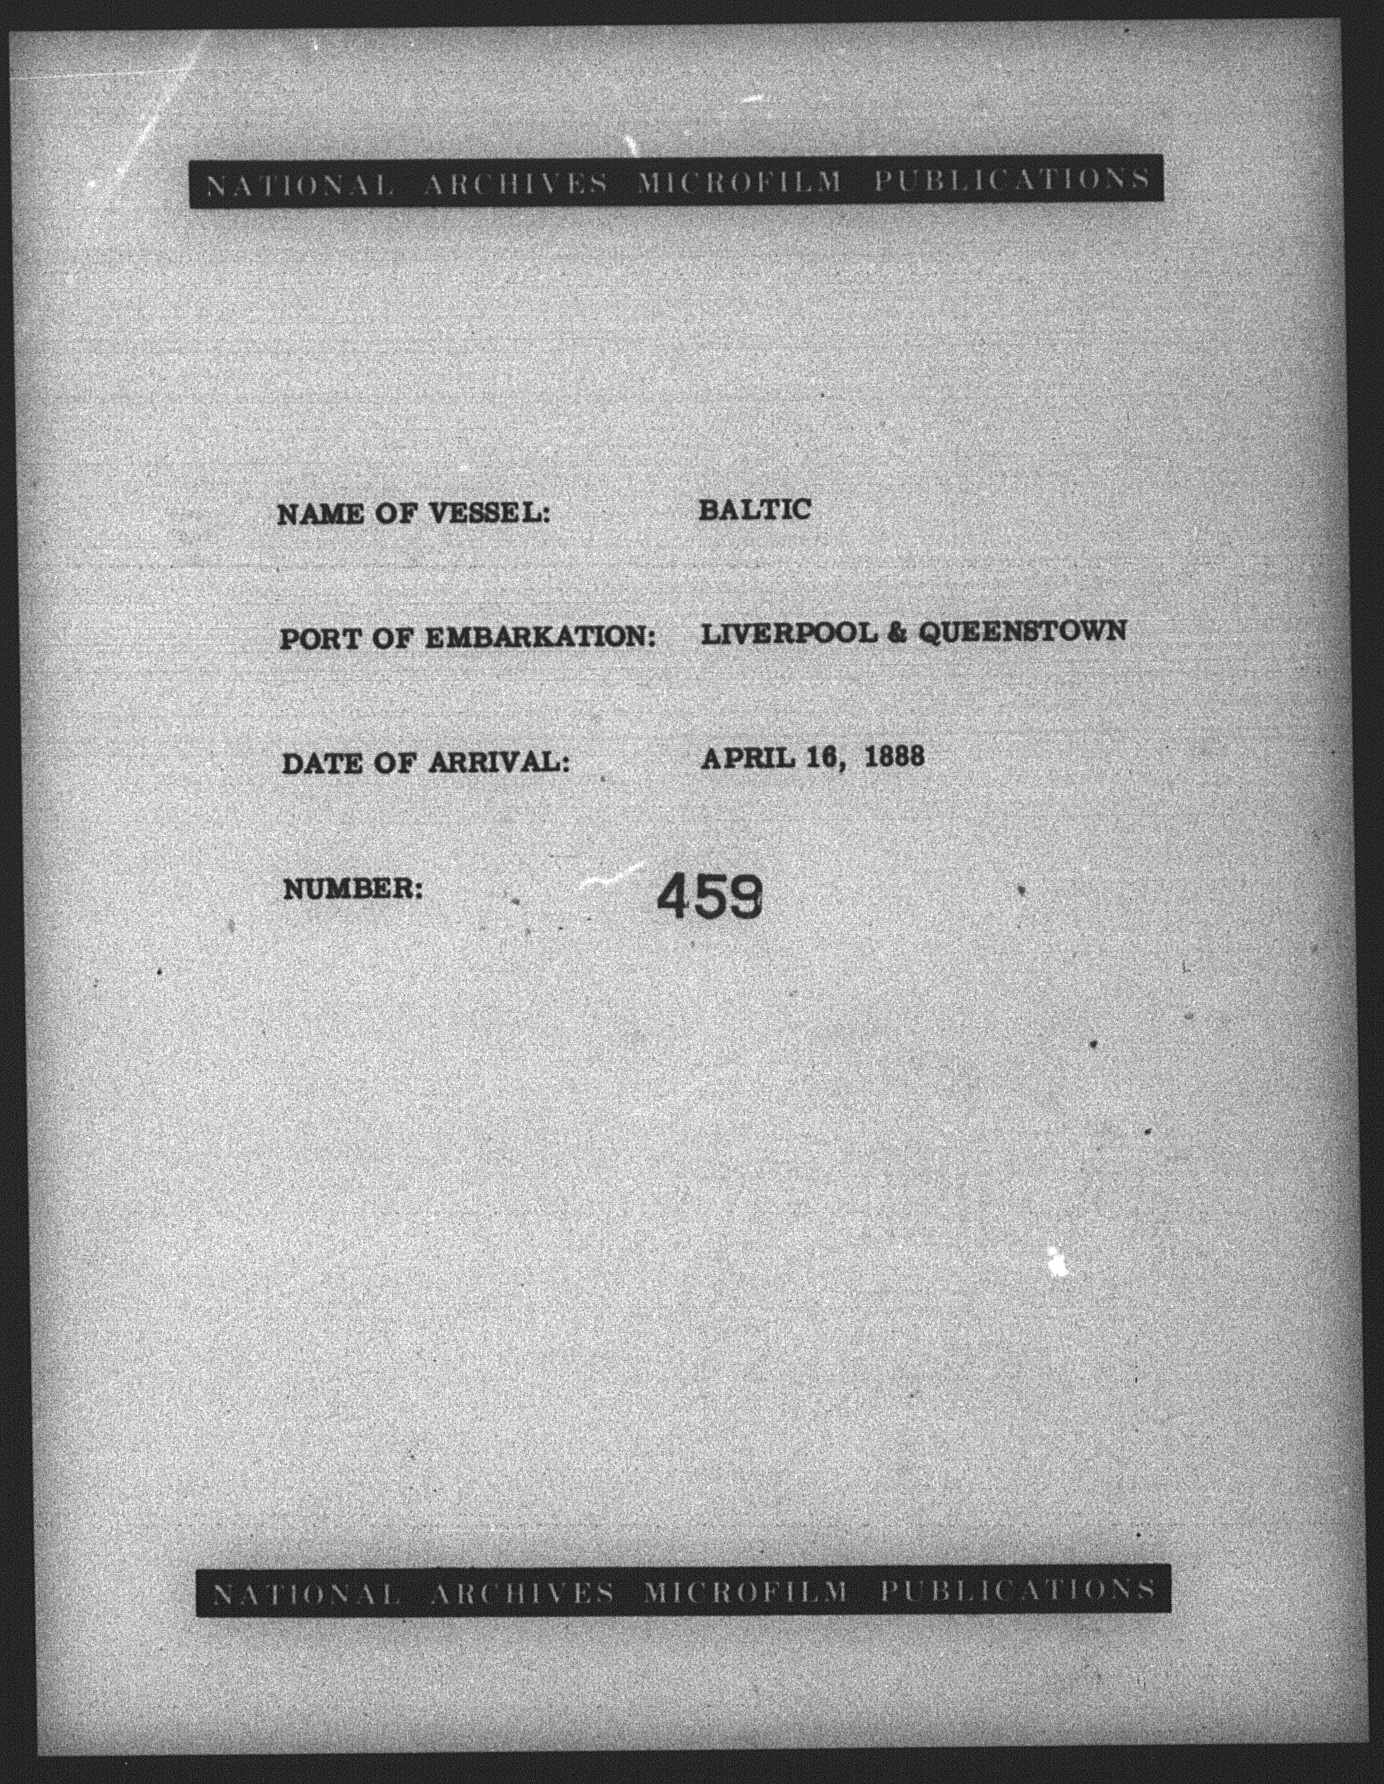 NATIONAL ARCHIVES MICROFILM PUBLICATIONS
NAME OF VESSEL: BALTIC
PORT OF EMBARKATION: LIVERPOOL & QUEENSTOWN
DATE OF ARRIVAL: APRIL 16, 1888
NUMBER: 459
NATIONAL ARCHIVES MICROFILM PUBLICATIONS